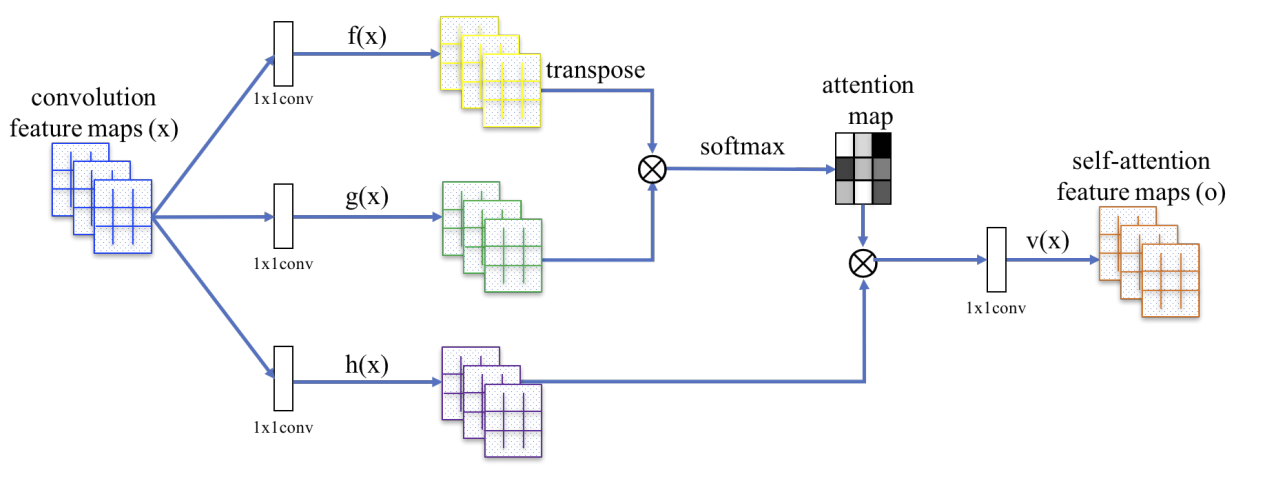 convolution
feature maps (x)
1x1conv
f(x)
transpose
1x1conv
g(x)
1x1conv
h(x)
softmax
attention
map
1x1conv
v(x)
self-attention
feature maps (o)